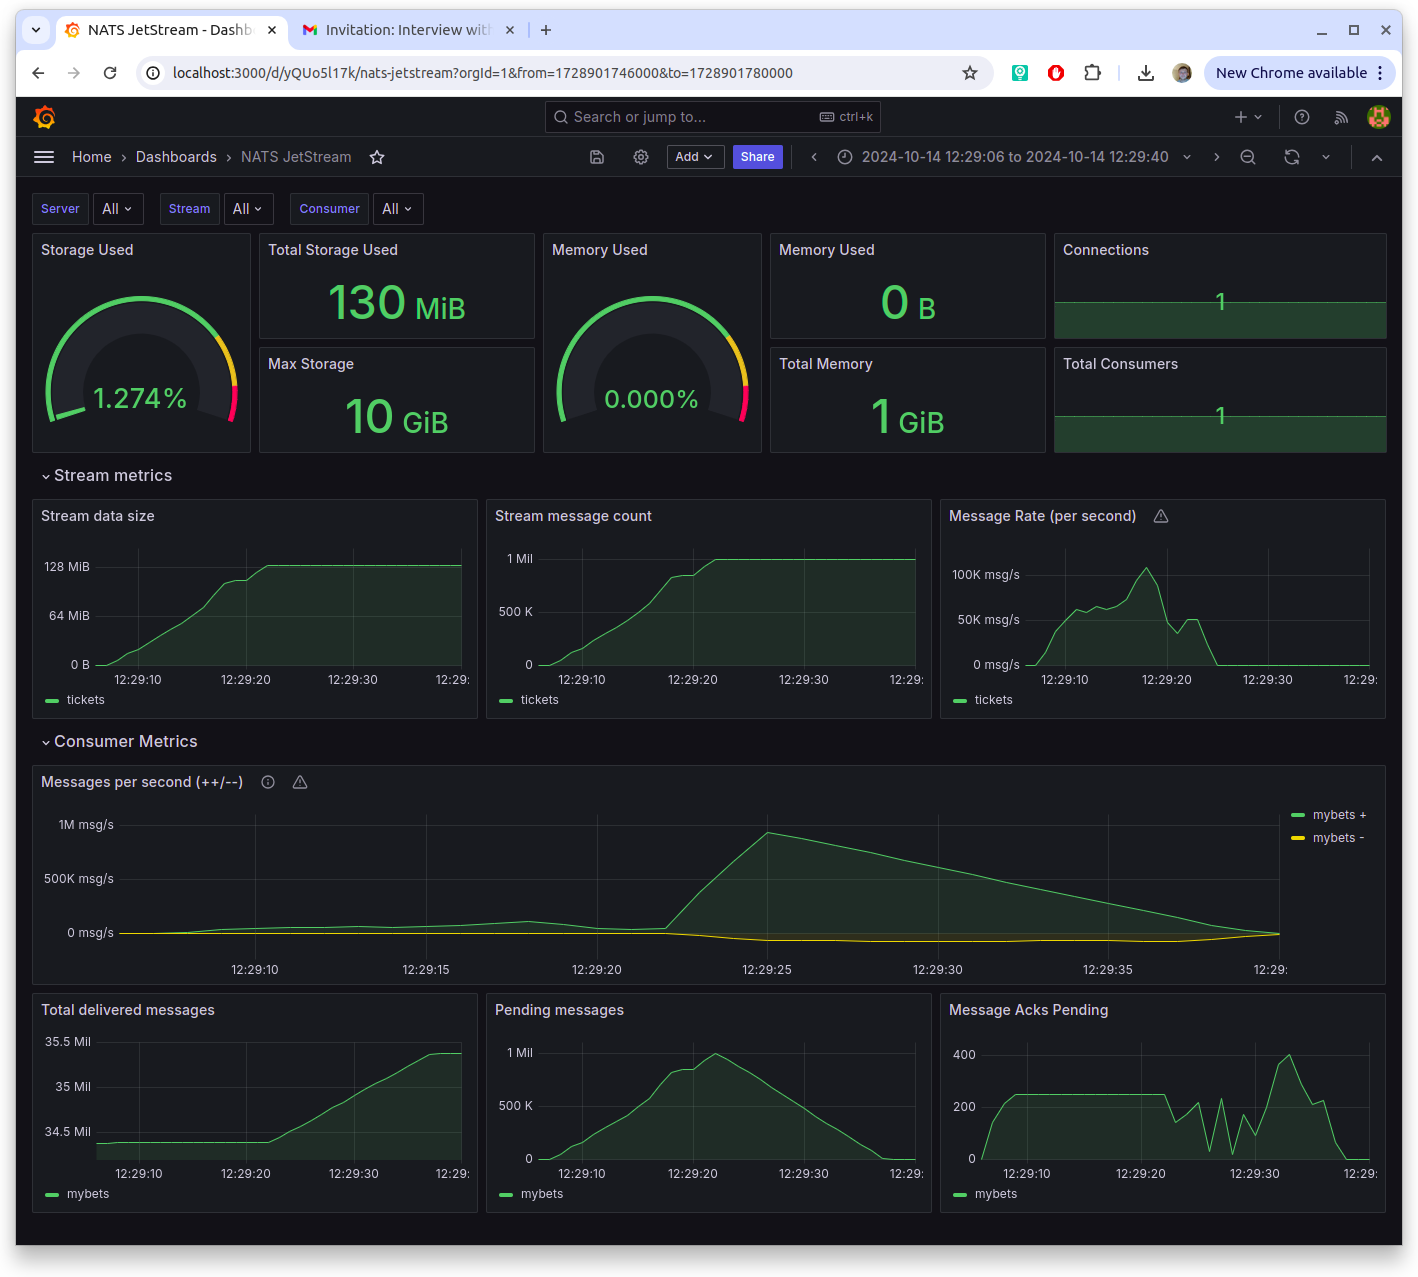 NATS JetStream - Dashb
Invitation: Interview wit
localhost:3000/d/yQUo5l17k/nats-jetstream?orgId=1&from=1728901746000&to=1728901780000
New Chrome available
Search or jump to...
ctrl+k
Home › Dashboards › NATS JetStream
Add
Share
2024-10-14 12:29:06 to 2024-10-14 12:29:40
Server
All
Stream
All
Consumer
All
Storage Used
1.274%
Total Storage Used
130 MiB
Max Storage
10 GiB
Memory Used
0.000%
Memory Used
0 B
Total Memory
1 GiB
Connections
1
Total Consumers
1
Stream metrics
Stream data size
128 MiB
64 MiB
0 B
12:29:10 12:29:20 12:29:30 12:29:
tickets
Stream message count
1 Mil
500 K
0
12:29:10 12:29:20 12:29:30 12:29:
tickets
Message Rate (per second)
100K msg/s
50K msg/s
0 msg/s
12:29:10 12:29:20 12:29:30 12:29:
tickets
Consumer Metrics
Messages per second (++/--)
1M msg/s
500K msg/s
0 msg/s
12:29:10 12:29:15 12:29:20 12:29:25 12:29:30 12:29:35 12:29:
mybets +
mybets -
Total delivered messages
35.5 Mil
35 Mil
34.5 Mil
12:29:10 12:29:20 12:29:30 12:29:
mybets
Pending messages
1 Mil
500 K
0
12:29:10 12:29:20 12:29:30 12:29:
mybets
Message Acks Pending
400
200
0
12:29:10 12:29:20 12:29:30 12:29:
mybets